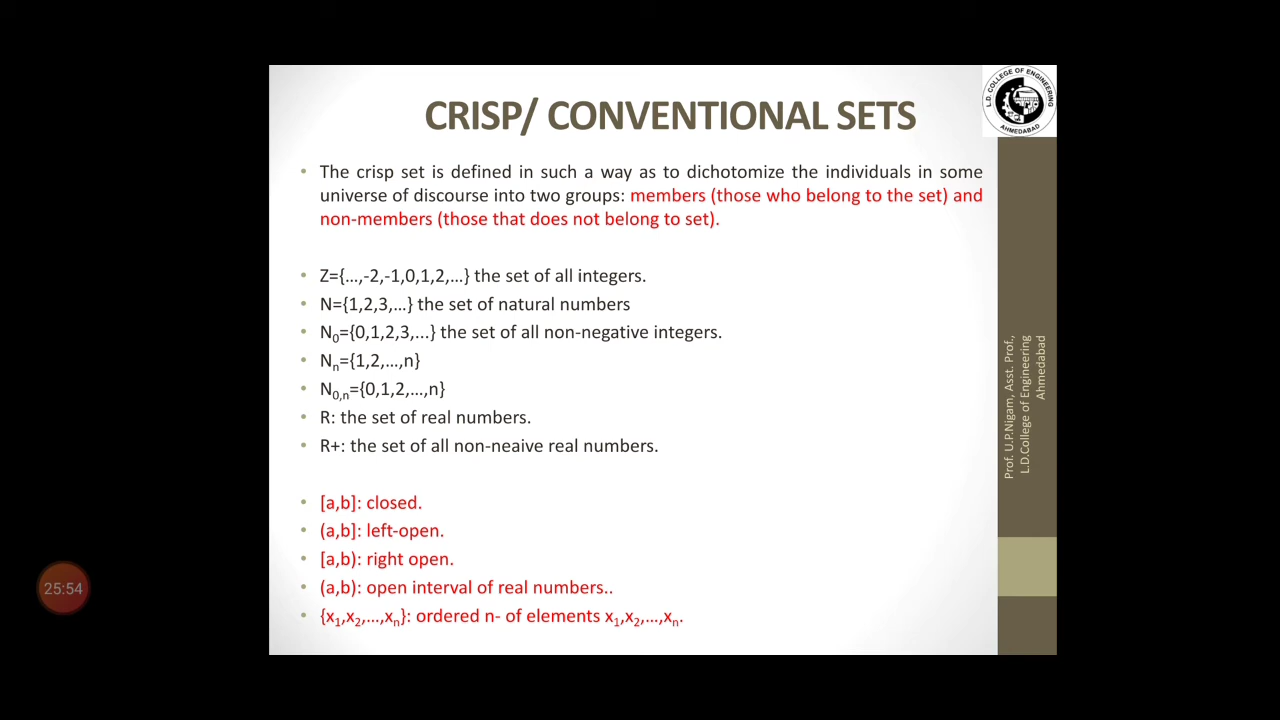 L.D. COLLEGE OF ENGINEERING
AHMEDABAD
CRISP/ CONVENTIONAL SETS
• The crisp set is defined in such a way as to dichotomize the individuals in some
universe of discourse into two groups: members (those who belong to the set) and
non-members (those that does not belong to set).
• Z={...,-2,-1,0,1,2,...} the set of all integers.
• N={1,2,3,...} the set of natural numbers
• N₀={0,1,2,3,...} the set of all non-negative integers.
• Nₙ={1,2,...,n}
• N₀,ₙ={0,1,2,...,n}
• R: the set of real numbers.
• R+: the set of all non-neaive real numbers.
• [a,b]: closed.
• (a,b]: left-open.
• [a,b): right open.
• (a,b): open interval of real numbers..
• {x₁,x₂,...,xₙ}: ordered n- of elements x₁,x₂,...,xₙ.
Prof. U.P.Nigam, Asst. Prof.,
L.D.College of Engineering
Ahmedabad
25:54